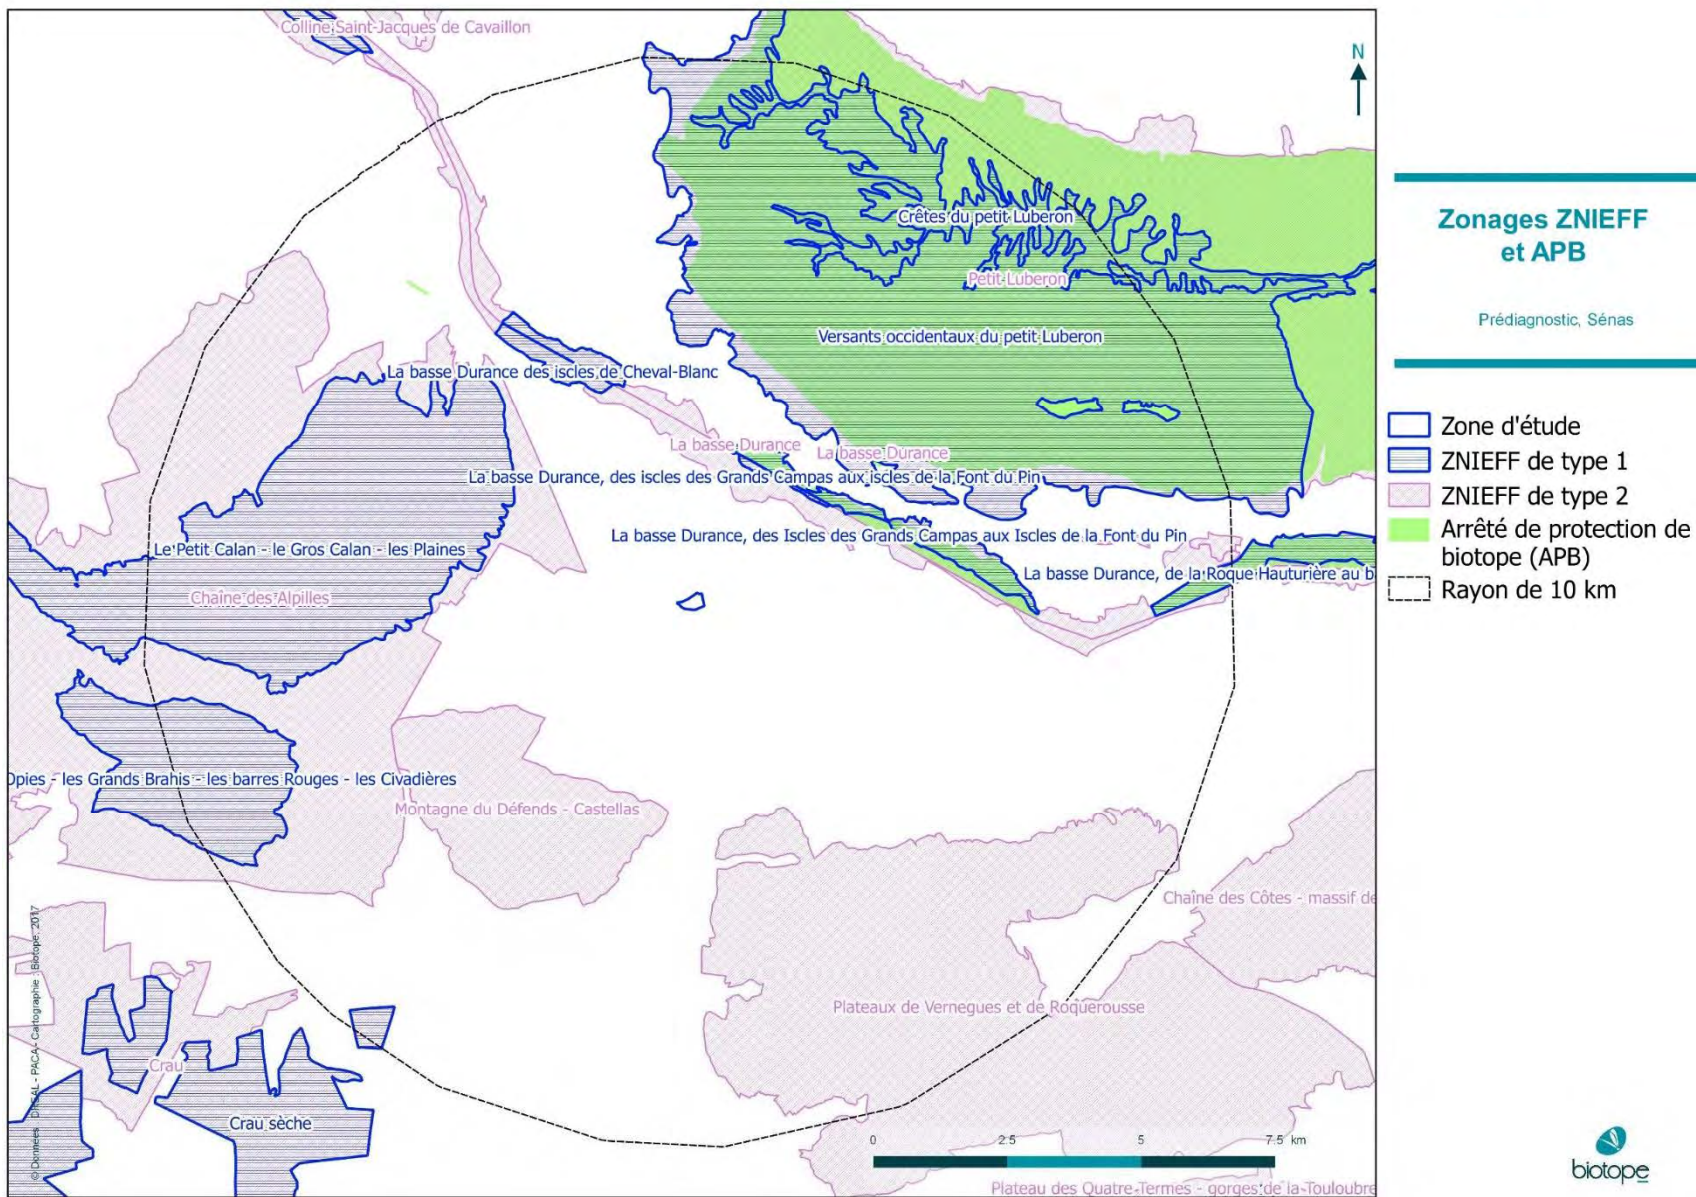 Colline Saint-Jacques de Cavaillon
N
Crêtes du petit Luberon
Petit Luberon
Versants occidentaux du petit Luberon
La basse Durance des iscles de Cheval-Blanc
La basse Durance
La basse Durance
La basse Durance, des iscles des Grands Campas aux iscles de la Font du Pin
La basse Durance, des Iscles des Grands Campas aux Iscles de la Font du Pin
Le Petit Calan - le Gros Calan - les Plaines
La basse Durance, de la Roque Hauturière au b
Chaîne des Alpilles
Opies - les Grands Brahis - les barres Rouges - les Civadières
Montagne du Défends - Castellas
Chaîne des Côtes - massif de
Plateaux de Vernegues et de Roquerousse
Crau
Crau sèche
0 2.5 5 7.5 km
Plateau des Quatre-Termes - gorges de la Touloubre
© Données : DREAL - PACA - Cartographie : Biotope, 2017
Zonages ZNIEFF
et APB
Prédiagnostic, Sénas
Zone d'étude
ZNIEFF de type 1
ZNIEFF de type 2
Arrêté de protection de
biotope (APB)
Rayon de 10 km
biotope